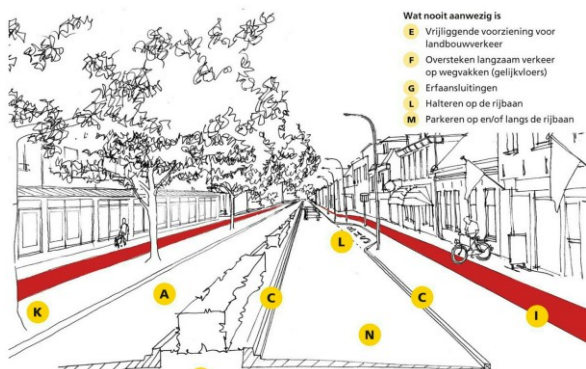 Wat nooit aanwezig is
E Vrijliggende voorziening voor
landbouwverkeer
F Oversteken langzaam verkeer
op wegvakken (gelijkvloers)
G Erfaansluitingen
L Halteren op de rijbaan
M Parkeren op en/of langs de rijbaan
L
K
A
C
C
I
N